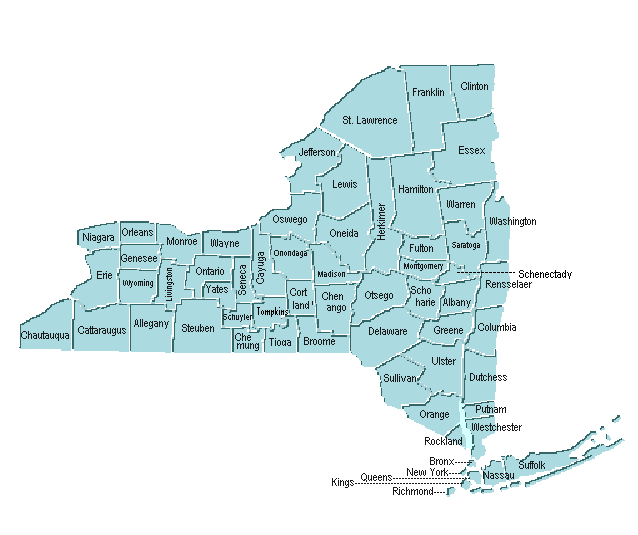 Clinton
Franklin
St. Lawrence
Essex
Jefferson
Lewis
Hamilton
Herkimer
Warren
Washington
Oswego
Oneida
Orleans
Niagara
Monroe
Wayne
Fulton
Saratoga
Onondaga
Cayuga
Genesee
Montgomery
Ontario
Seneca
Madison
Schenectady
Erie
Wyoming
Livingston
Yates
Rensselaer
Cort
land
Chen
ango
Otsego
Scho
harie
Albany
Schuyler
Tompkins
Chautauqua
Cattaraugus
Allegany
Steuben
Che
mung
Tioga
Broome
Delaware
Greene
Columbia
Ulster
Sullivan
Dutchess
Orange
Putnam
Westchester
Rockland
Bronx
New York
Queens
Kings
Richmond
Nassau
Suffolk